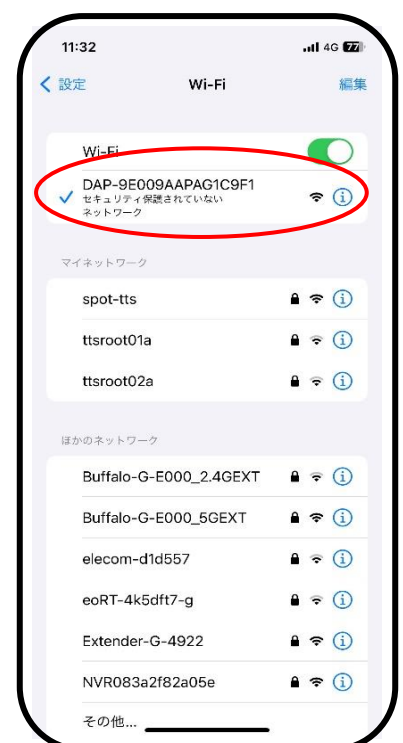 11:32
4G 77
設定 Wi-Fi 編集
Wi-Fi
DAP-9E009AAPAG1C9F1
セキュリティ保護されていない
ネットワーク
マイネットワーク
spot-tts
ttsroot01a
ttsroot02a
ほかのネットワーク
Buffalo-G-E000_2.4GEXT
Buffalo-G-E000_5GEXT
elecom-d1d557
eoRT-4k5dft7-g
Extender-G-4922
NVR083a2f82a05e
その他...